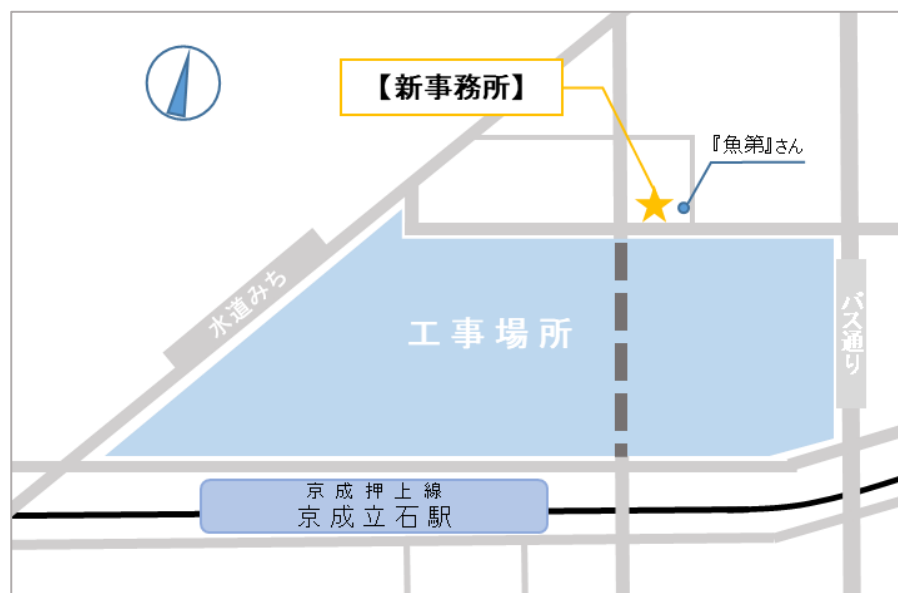 【新事務所】
『魚第』さん
水道みち
工事場所
バス通り
京成押上線
京成立石駅